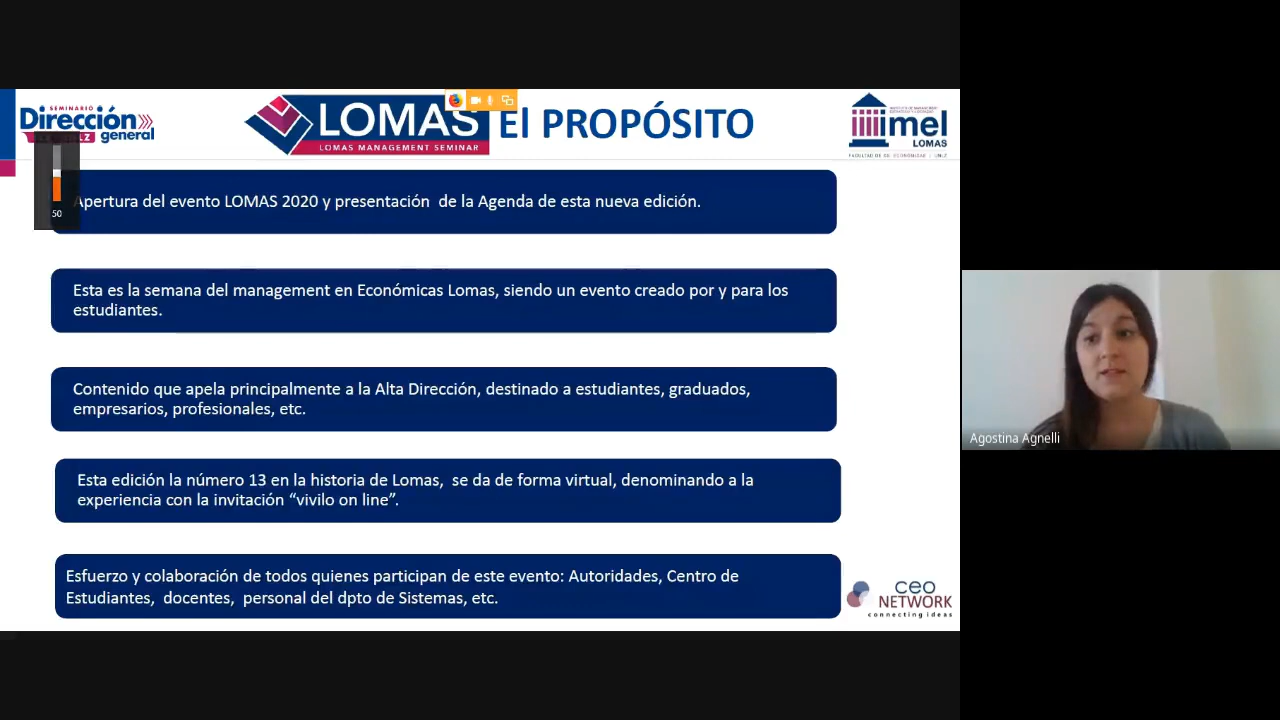 SEMINARIO
Dirección
general
LZ
50
LOMAS
LOMAS MANAGEMENT SEMINAR
El PROPÓSITO
imel
LOMAS
Apertura del evento LOMAS 2020 y presentación de la Agenda de esta nueva edición.
Esta es la semana del management en Económicas Lomas, siendo un evento creado por y para los
estudiantes.
Contenido que apela principalmente a la Alta Dirección, destinado a estudiantes, graduados,
empresarios, profesionales, etc.
Esta edición la número 13 en la historia de Lomas, se da de forma virtual, denominando a la
experiencia con la invitación “vivilo on line”.
Esfuerzo y colaboración de todos quienes participan de este evento: Autoridades, Centro de
Estudiantes, docentes, personal del dpto de Sistemas, etc.
ceo
NETWORK
connecting ideas
Agostina Agnelli